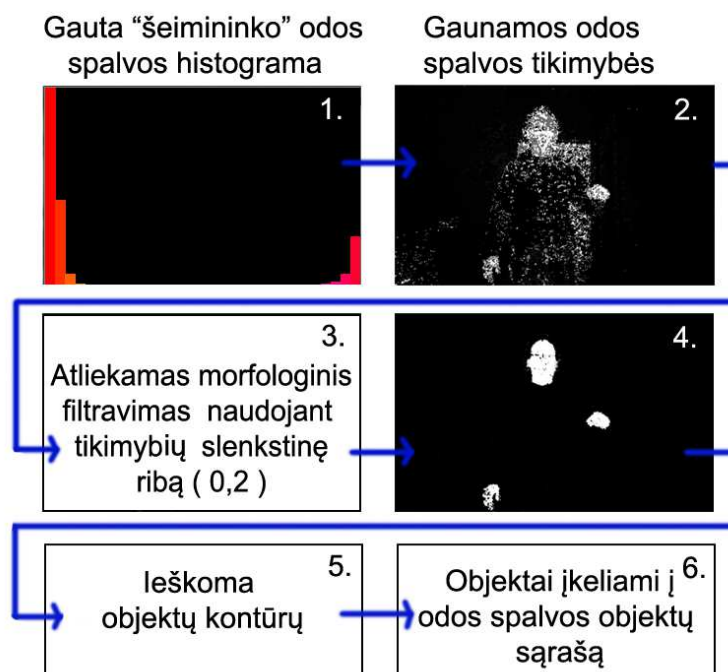 Gauta “šeimininko” odos
spalvos histograma
1.
Gaunamos odos
spalvos tikimybės
2.
3.
Atliekamas morfologinis
filtravimas naudojant
tikimybių slenkstinę
ribą ( 0,2 )
4.
5.
Ieškoma
objektų kontūrų
6.
Objektai įkeliami į
odos spalvos objektų
sąrašą